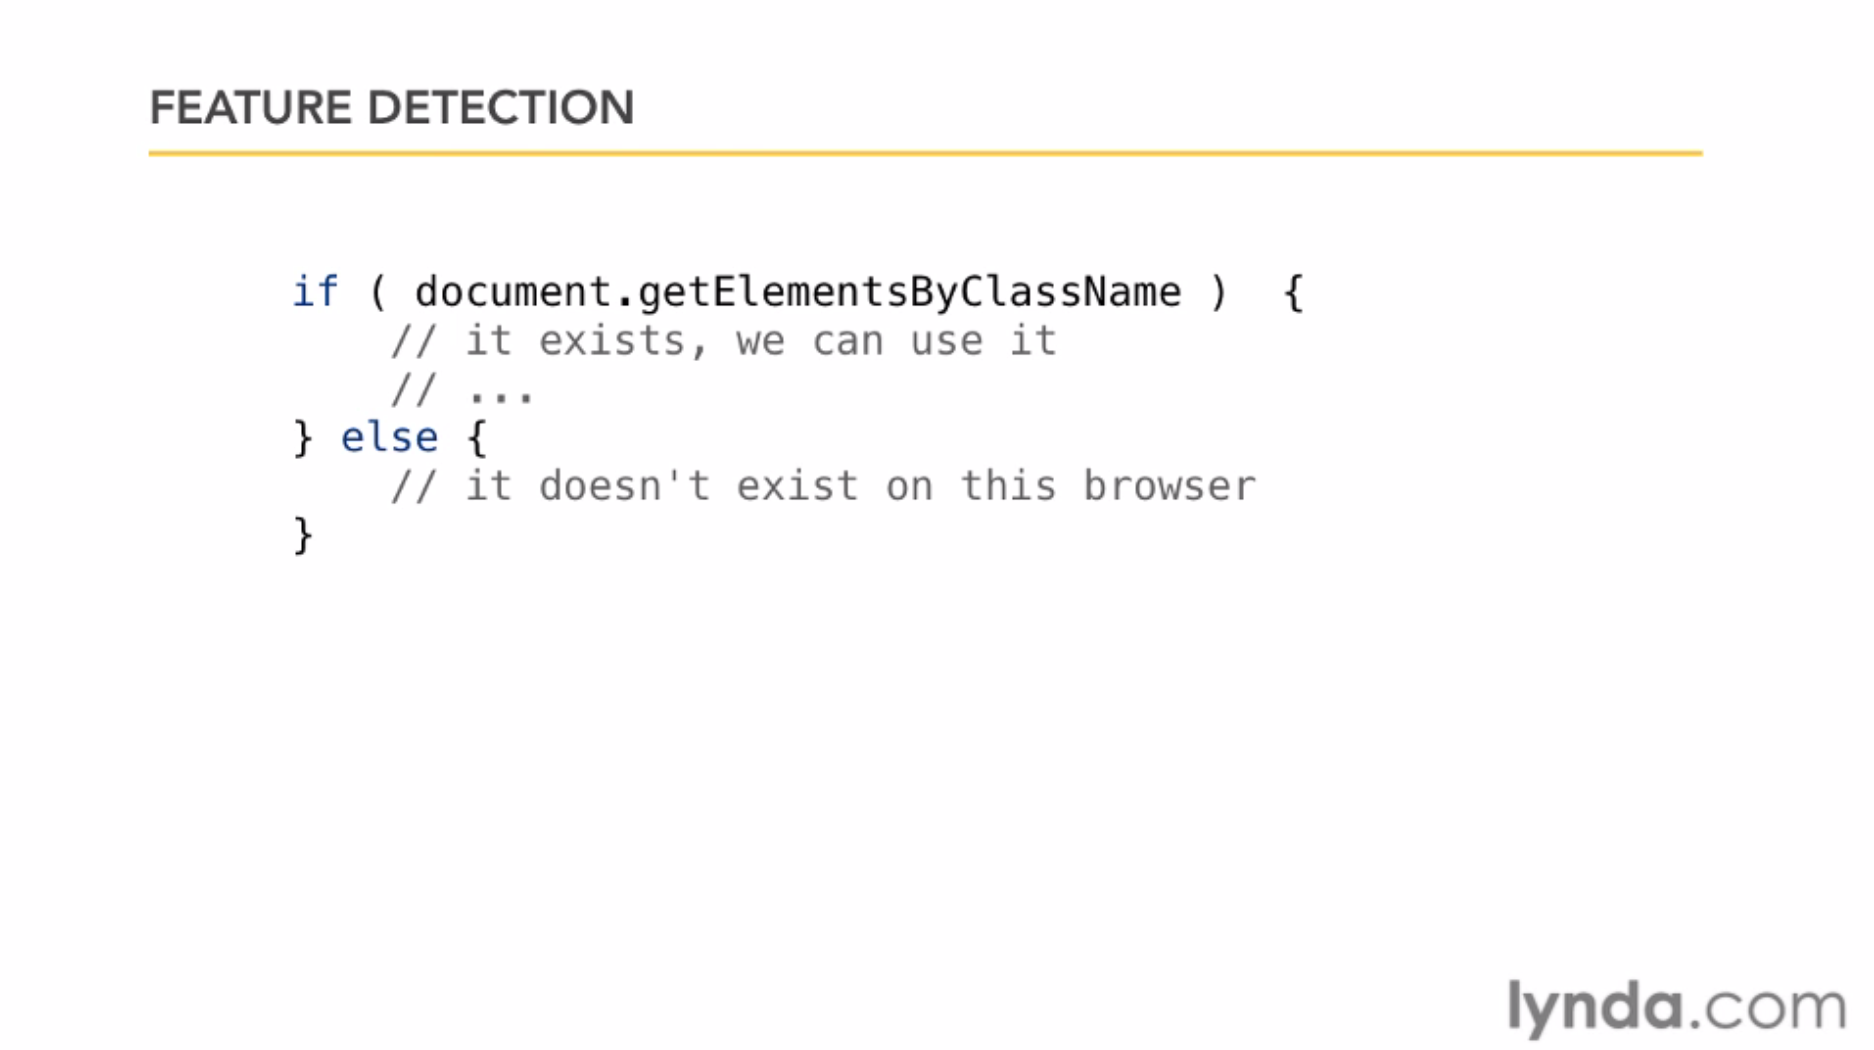 FEATURE DETECTION
if ( document.getElementsByClassName )  {
    // it exists, we can use it
    // ...
} else {
    // it doesn't exist on this browser
}
lynda.com